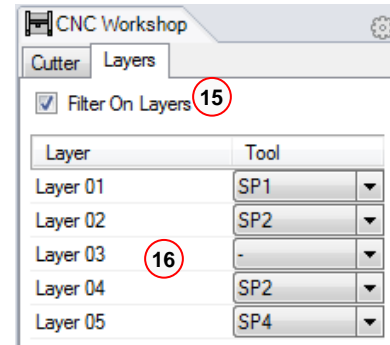 CNC Workshop
Cutter Layers
Filter On Layers 15
Layer Tool
Layer 01 SP1
Layer 02 SP2
Layer 03 16 -
Layer 04 SP2
Layer 05 SP4